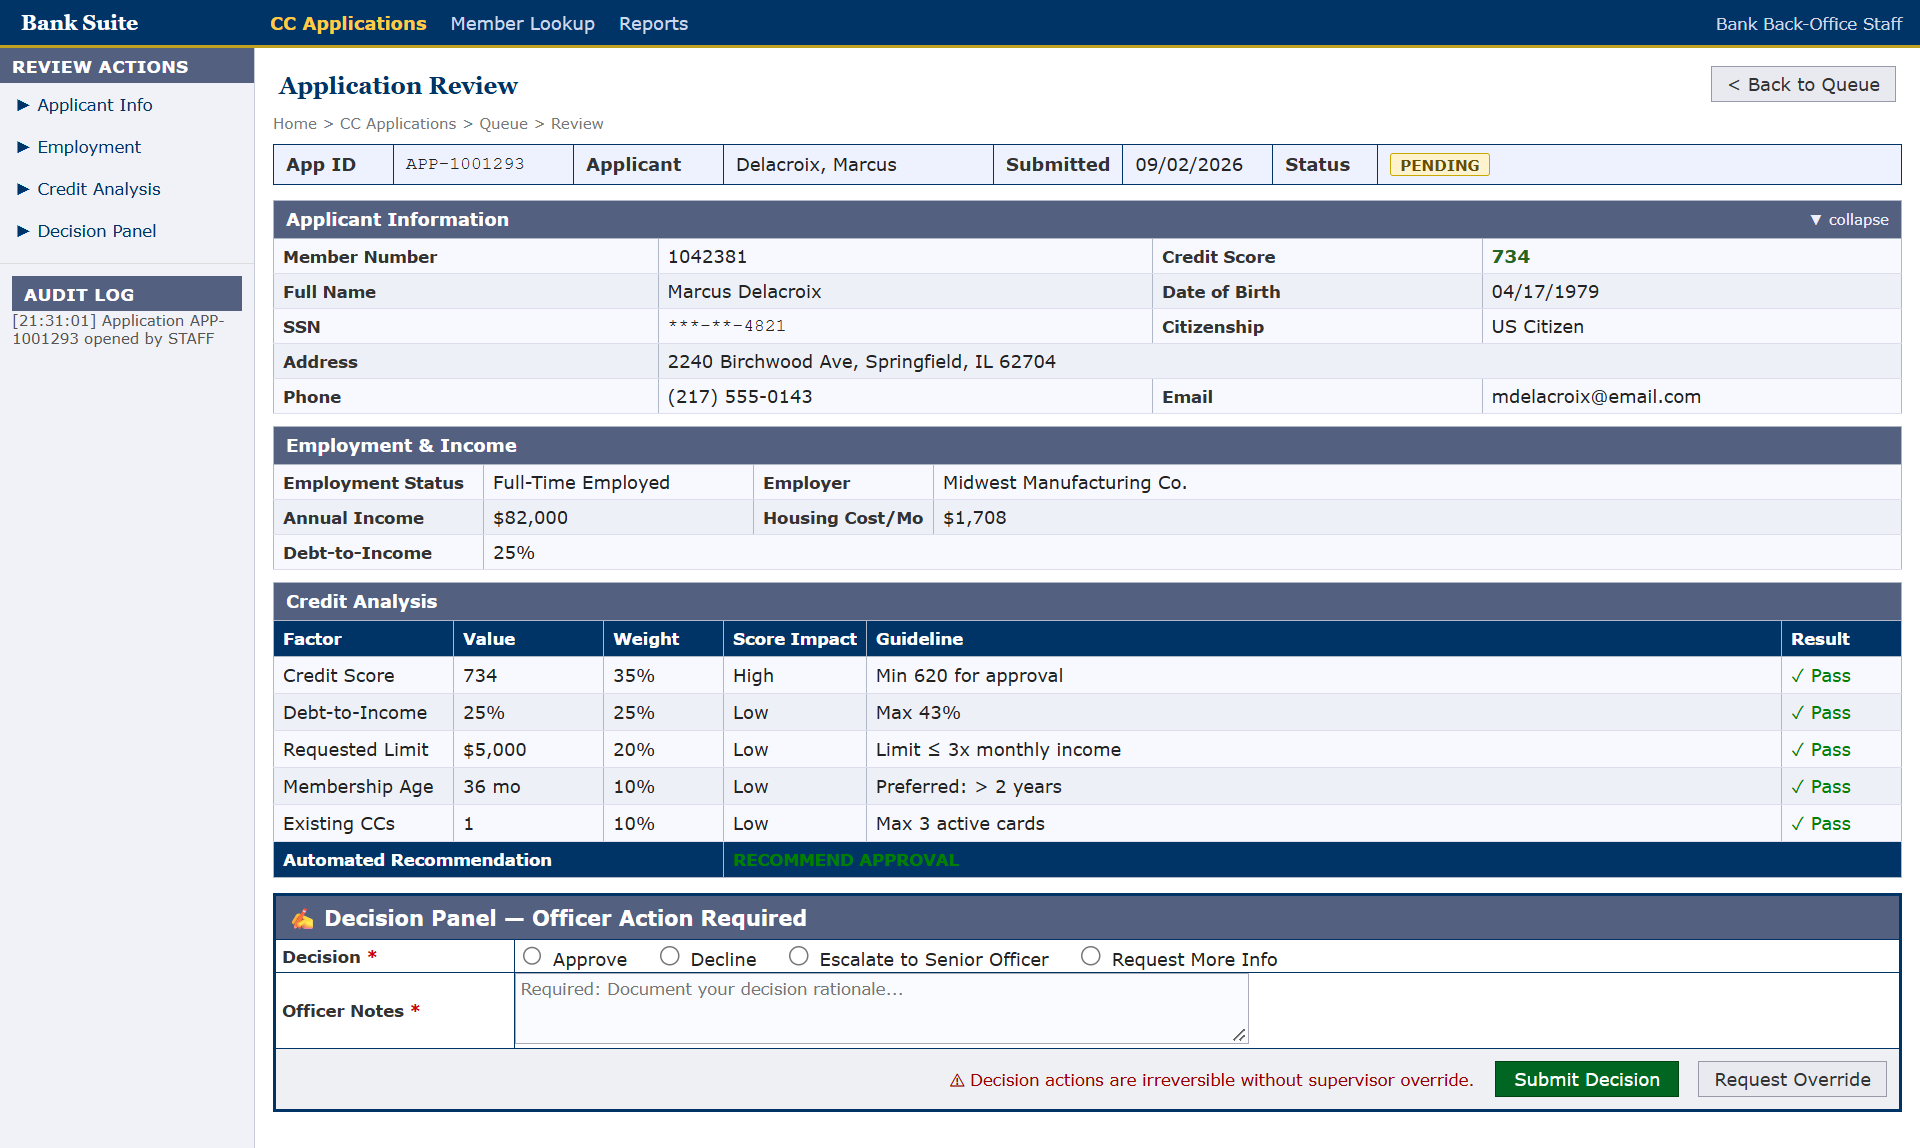 Bank Suite CC Applications Member Lookup Reports Bank Back-Office Staff
REVIEW ACTIONS
► Applicant Info
► Employment
► Credit Analysis
► Decision Panel
AUDIT LOG
[21:31:01] Application APP-
1001293 opened by STAFF
Application Review < Back to Queue
Home > CC Applications > Queue > Review
App ID APP-1001293 Applicant Delacroix, Marcus Submitted 09/02/2026 Status PENDING
Applicant Information ▼ collapse
Member Number 1042381 Credit Score 734
Full Name Marcus Delacroix Date of Birth 04/17/1979
SSN ***-**-4821 Citizenship US Citizen
Address 2240 Birchwood Ave, Springfield, IL 62704
Phone (217) 555-0143 Email mdelacroix@email.com
Employment & Income
Employment Status Full-Time Employed Employer Midwest Manufacturing Co.
Annual Income $82,000 Housing Cost/Mo $1,708
Debt-to-Income 25%
Credit Analysis
Factor Value Weight Score Impact Guideline Result
Credit Score 734 35% High Min 620 for approval ✓ Pass
Debt-to-Income 25% 25% Low Max 43% ✓ Pass
Requested Limit $5,000 20% Low Limit ≤ 3x monthly income ✓ Pass
Membership Age 36 mo 10% Low Preferred: > 2 years ✓ Pass
Existing CCs 1 10% Low Max 3 active cards ✓ Pass
Automated Recommendation RECOMMEND APPROVAL
✍ Decision Panel — Officer Action Required
Decision * Approve Decline Escalate to Senior Officer Request More Info
Officer Notes * Required: Document your decision rationale...
⚠ Decision actions are irreversible without supervisor override. Submit Decision Request Override